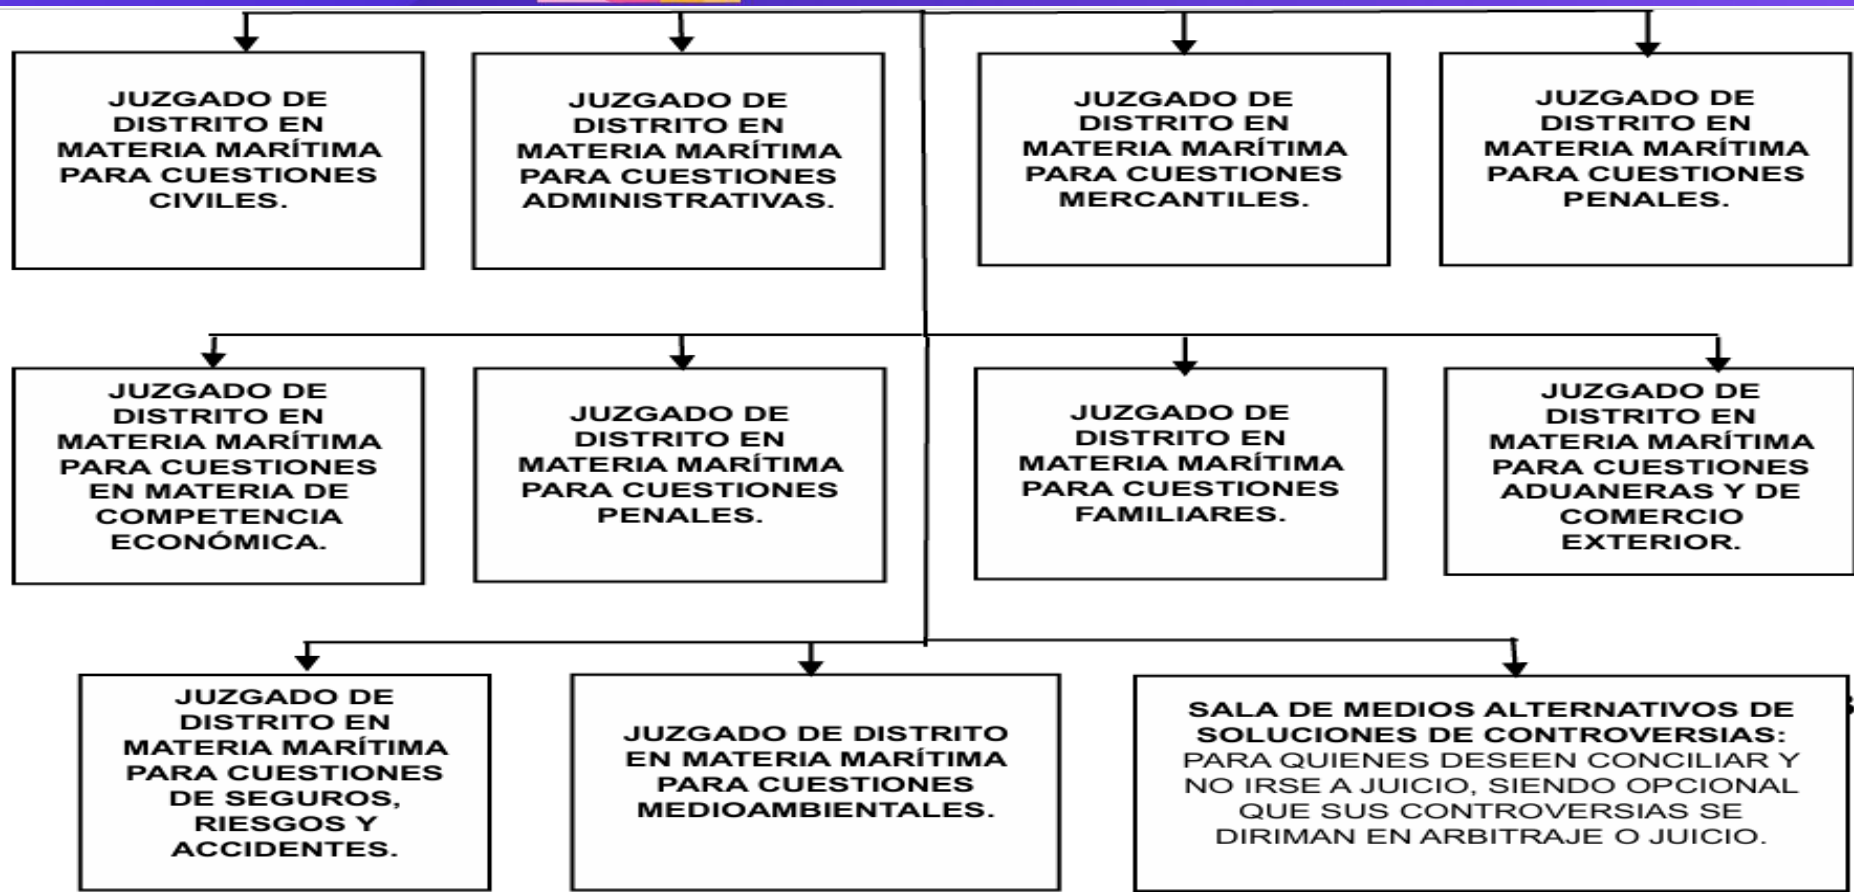 JUZGADO DE
DISTRITO EN
MATERIA MARÍTIMA
PARA CUESTIONES
CIVILES.
JUZGADO DE
DISTRITO EN
MATERIA MARÍTIMA
PARA CUESTIONES
ADMINISTRATIVAS.
JUZGADO DE
DISTRITO EN
MATERIA MARÍTIMA
PARA CUESTIONES
MERCANTILES.
JUZGADO DE
DISTRITO EN
MATERIA MARÍTIMA
PARA CUESTIONES
PENALES.
JUZGADO DE
DISTRITO EN
MATERIA MARÍTIMA
PARA CUESTIONES
EN MATERIA DE
COMPETENCIA
ECONÓMICA.
JUZGADO DE
DISTRITO EN
MATERIA MARÍTIMA
PARA CUESTIONES
PENALES.
JUZGADO DE
DISTRITO EN
MATERIA MARÍTIMA
PARA CUESTIONES
FAMILIARES.
JUZGADO DE
DISTRITO EN
MATERIA MARÍTIMA
PARA CUESTIONES
ADUANERAS Y DE
COMERCIO
EXTERIOR.
JUZGADO DE
DISTRITO EN
MATERIA MARÍTIMA
PARA CUESTIONES
DE SEGUROS,
RIESGOS Y
ACCIDENTES.
JUZGADO DE DISTRITO
EN MATERIA MARÍTIMA
PARA CUESTIONES
MEDIOAMBIENTALES.
SALA DE MEDIOS ALTERNATIVOS DE
SOLUCIONES DE CONTROVERSIAS:
PARA QUIENES DESEEN CONCILIAR Y
NO IRSE A JUICIO, SIENDO OPCIONAL
QUE SUS CONTROVERSIAS SE
DIRIMAN EN ARBITRAJE O JUICIO.